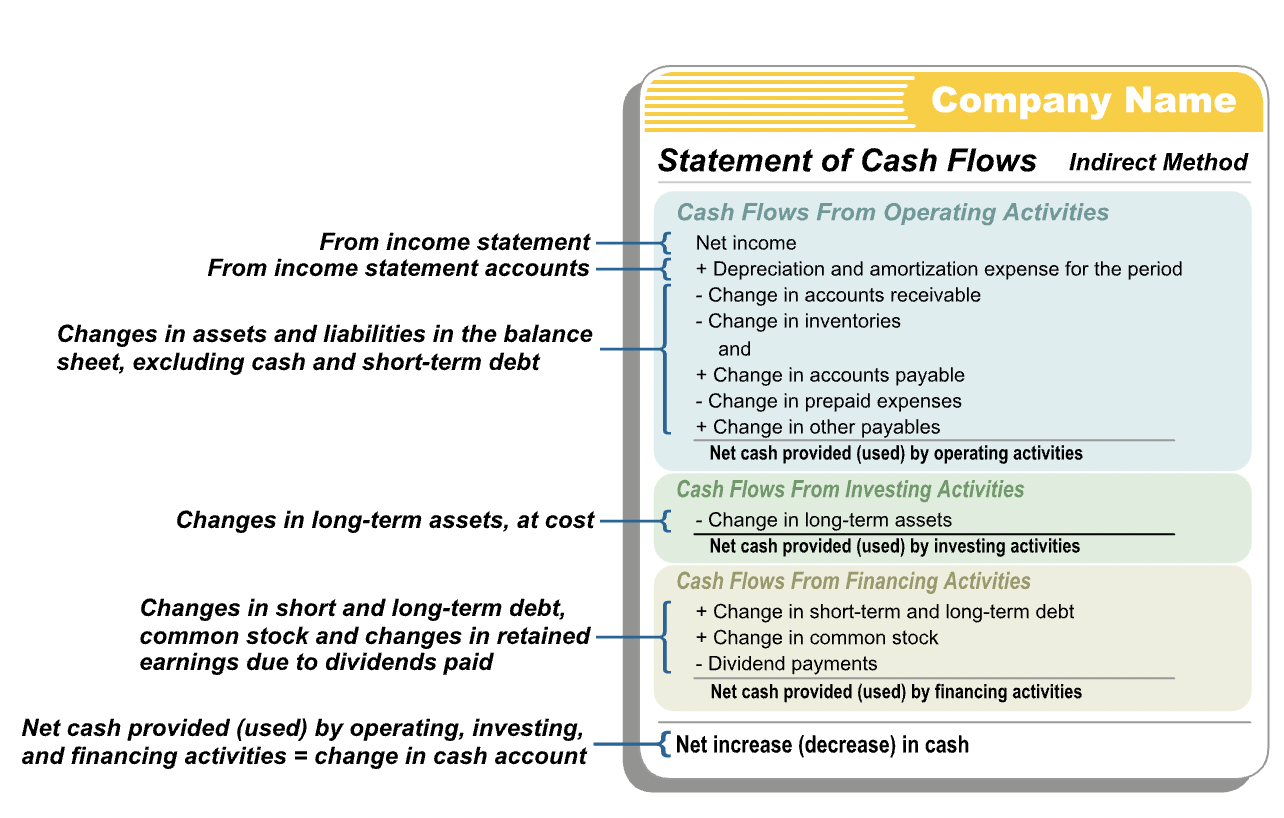 Company Name
Statement of Cash Flows Indirect Method
Cash Flows From Operating Activities
From income statement
Net income
From income statement accounts
+ Depreciation and amortization expense for the period
Changes in assets and liabilities in the balance
sheet, excluding cash and short-term debt
- Change in accounts receivable
- Change in inventories
and
+ Change in accounts payable
- Change in prepaid expenses
+ Change in other payables
Net cash provided (used) by operating activities
Cash Flows From Investing Activities
Changes in long-term assets, at cost
- Change in long-term assets
Net cash provided (used) by investing activities
Cash Flows From Financing Activities
Changes in short and long-term debt,
common stock and changes in retained
earnings due to dividends paid
+ Change in short-term and long-term debt
+ Change in common stock
- Dividend payments
Net cash provided (used) by financing activities
Net cash provided (used) by operating, investing,
and financing activities = change in cash account
Net increase (decrease) in cash